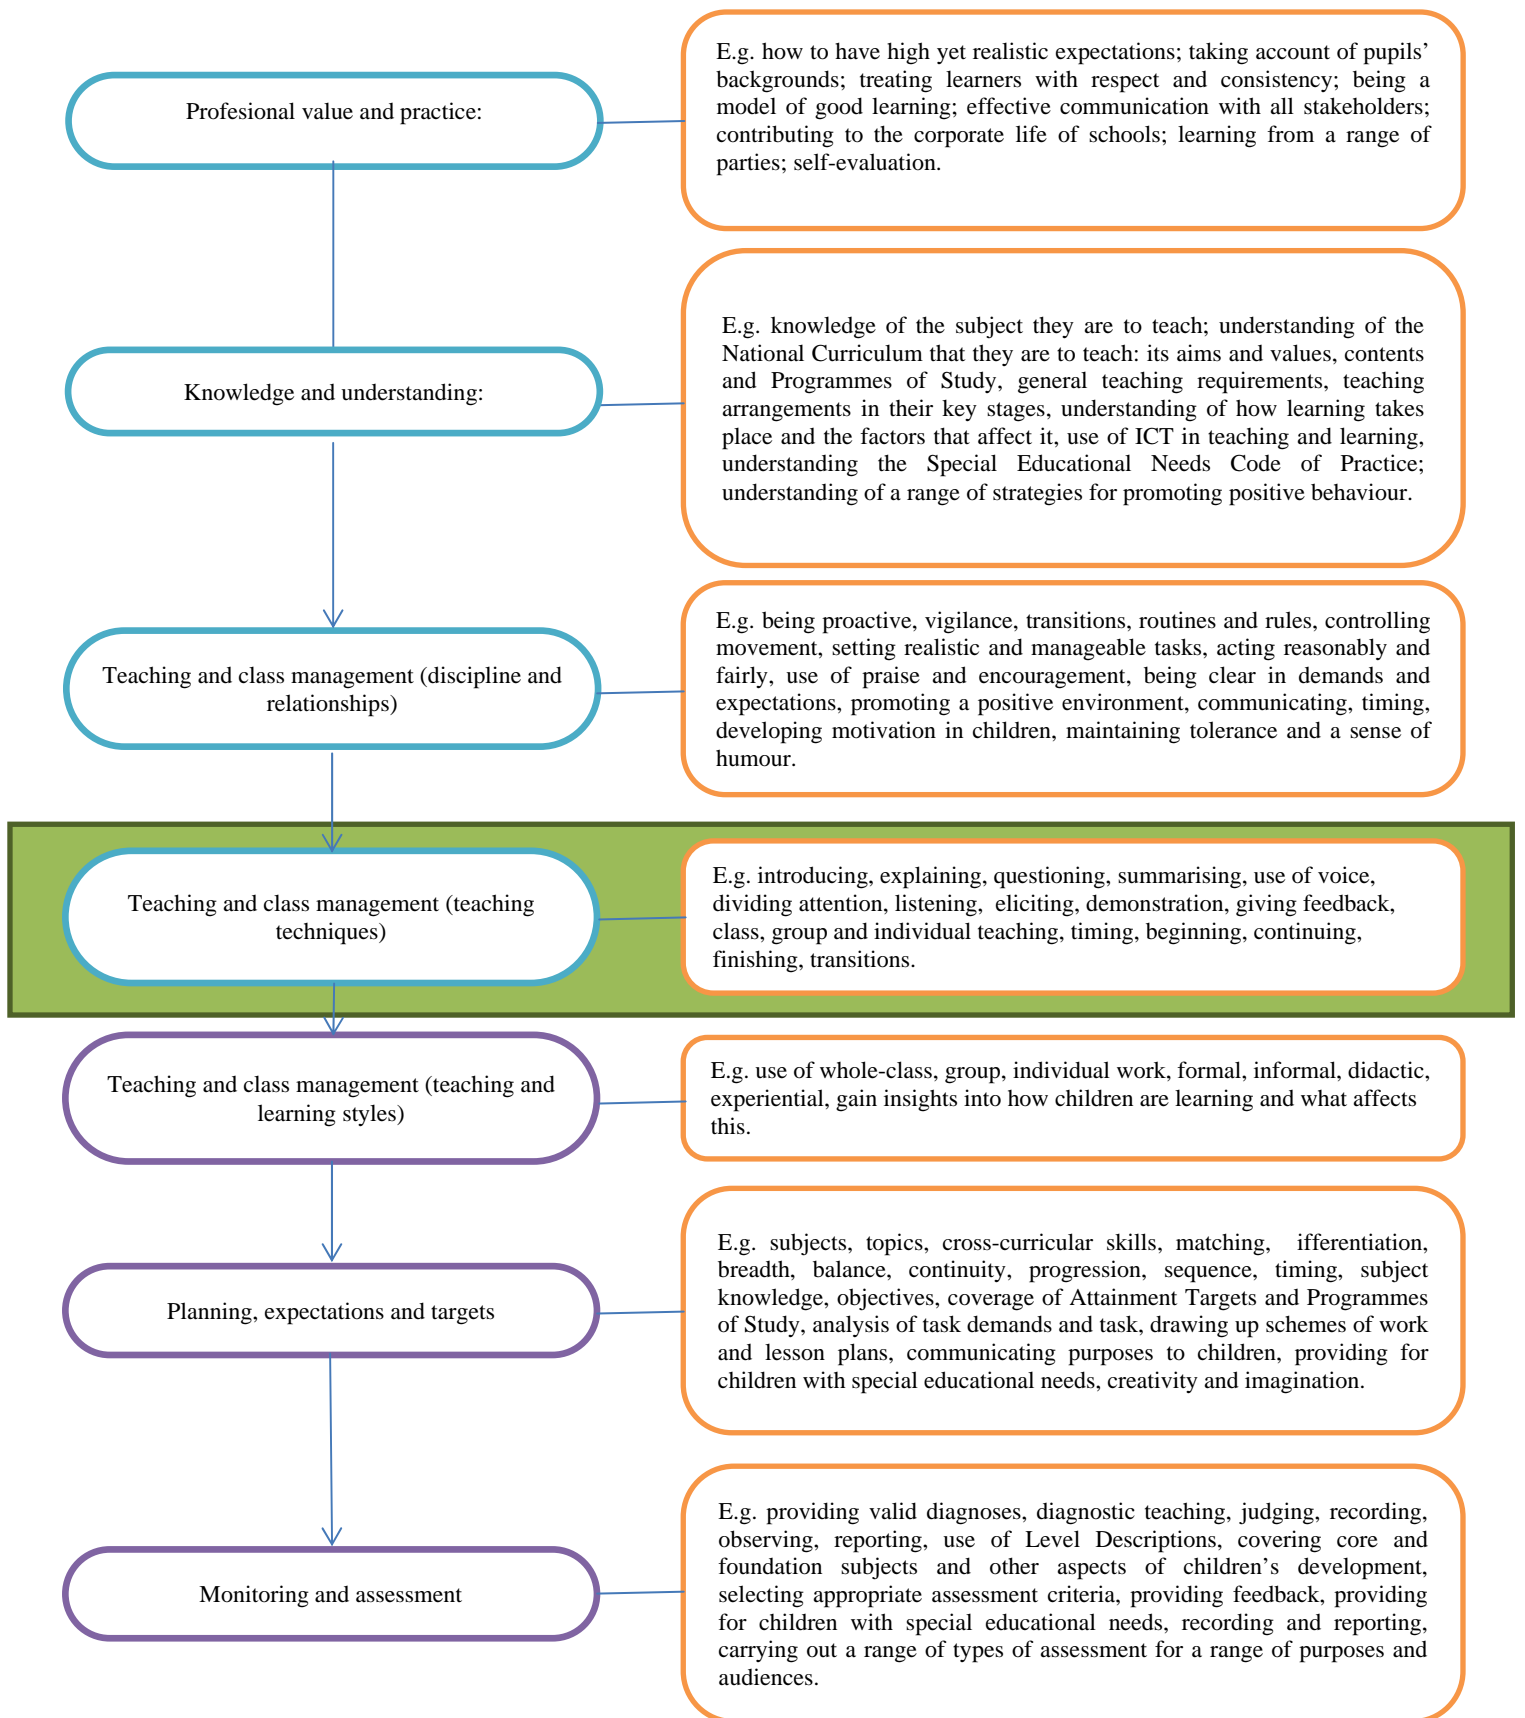 Profesional value and practice:
E.g. how to have high yet realistic expectations; taking account of pupils’
backgrounds; treating learners with respect and consistency; being a
model of good learning; effective communication with all stakeholders;
contributing to the corporate life of schools; learning from a range of
parties; self-evaluation.
Knowledge and understanding:
E.g. knowledge of the subject they are to teach; understanding of the
National Curriculum that they are to teach: its aims and values, contents
and Programmes of Study, general teaching requirements, teaching
arrangements in their key stages, understanding of how learning takes
place and the factors that affect it, use of ICT in teaching and learning,
understanding the Special Educational Needs Code of Practice;
understanding of a range of strategies for promoting positive behaviour.
Teaching and class management (discipline and
relationships)
E.g. being proactive, vigilance, transitions, routines and rules, controlling
movement, setting realistic and manageable tasks, acting reasonably and
fairly, use of praise and encouragement, being clear in demands and
expectations, promoting a positive environment, communicating, timing,
developing motivation in children, maintaining tolerance and a sense of
humour.
Teaching and class management (teaching
techniques)
E.g. introducing, explaining, questioning, summarising, use of voice,
dividing attention, listening, eliciting, demonstration, giving feedback,
class, group and individual teaching, timing, beginning, continuing,
finishing, transitions.
Teaching and class management (teaching and
learning styles)
E.g. use of whole-class, group, individual work, formal, informal, didactic,
experiential, gain insights into how children are learning and what affects
this.
Planning, expectations and targets
E.g. subjects, topics, cross-curricular skills, matching, ifferentiation,
breadth, balance, continuity, progression, sequence, timing, subject
knowledge, objectives, coverage of Attainment Targets and Programmes
of Study, analysis of task demands and task, drawing up schemes of work
and lesson plans, communicating purposes to children, providing for
children with special educational needs, creativity and imagination.
Monitoring and assessment
E.g. providing valid diagnoses, diagnostic teaching, judging, recording,
observing, reporting, use of Level Descriptions, covering core and
foundation subjects and other aspects of children’s development,
selecting appropriate assessment criteria, providing feedback, providing
for children with special educational needs, recording and reporting,
carrying out a range of types of assessment for a range of purposes and
audiences.